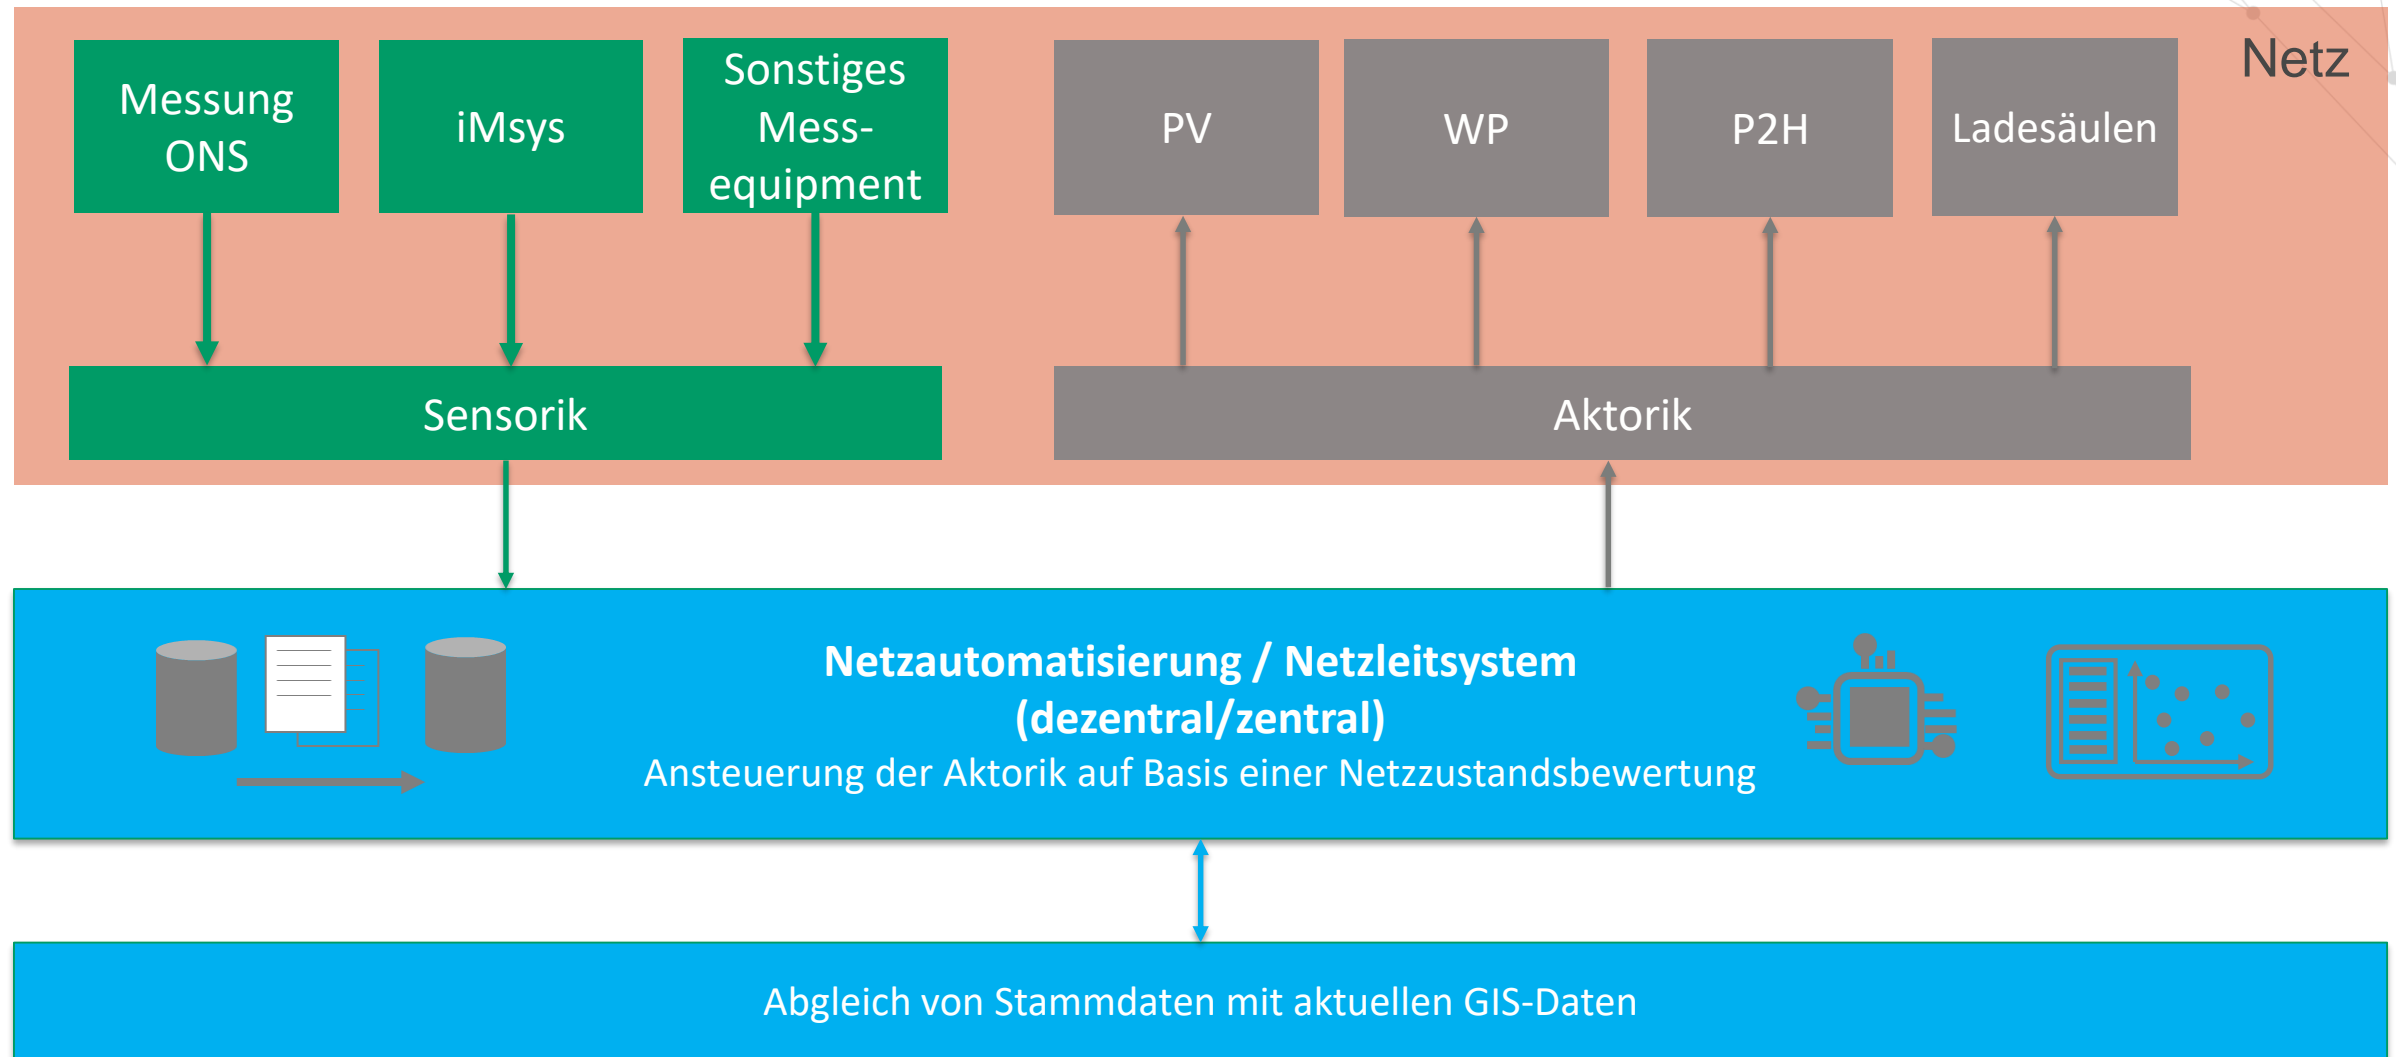 Netz
Messung
ONS
iMsys
Sonstiges
Mess-
equipment
PV
WP
P2H
Ladesäulen
Sensorik
Aktorik
Netzautomatisierung / Netzleitsystem
(dezentral/zentral)
Ansteuerung der Aktorik auf Basis einer Netzzustandsbewertung
Abgleich von Stammdaten mit aktuellen GIS-Daten